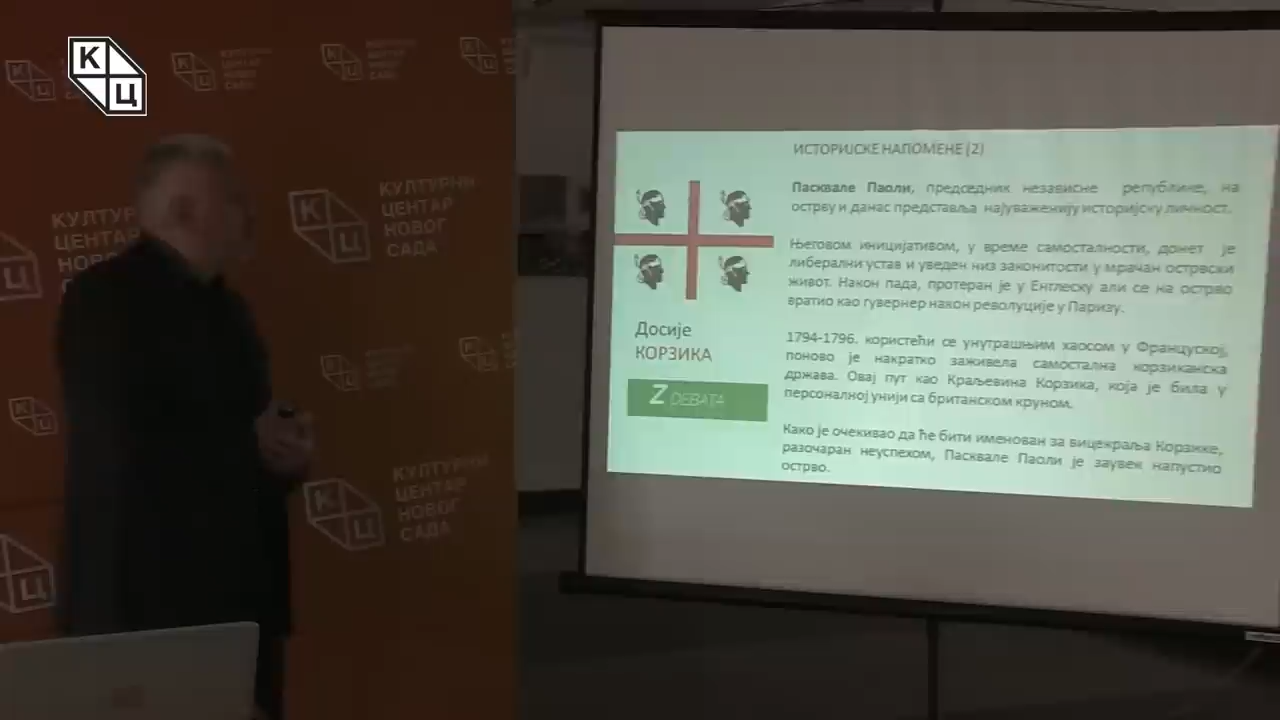 К
Ц
КУЛТУРНИ
ЦЕНТАР
НОВОГ
САДА
К
Ц
КУЛТУРНИ
ЦЕНТАР
НОВОГ
САДА
К
Ц
ИСТОРИЈСКЕ НАПОМЕНЕ (2)
Пасквале Паоли, председник независне републике, на
острву и данас представља најуваженију историјску личност.
Његовом иницијативом, у време самосталности, донет је
либерални устав и уведен низ законитости у мрачан острвски
живот. Након пада, протеран је у Енглеску али се на острво
вратио као гувернер након револуције у Паризу.
1794-1796. користећи се унутрашњим хаосом у Француској,
поново је накратко заживела самостална корзиканска
држава. Овај пут као Краљевина Корзика, која је била у
персоналној унији са британском круном.
Како је очекивао да ће бити именован за вицекраља Корзике,
разочаран неуспехом, Пасквале Паоли је заувек напустио
острво.
Досије
КОРЗИКА
Z DEBATA